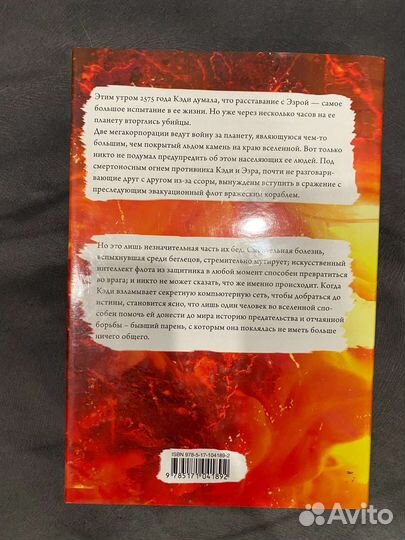 Этим утром 2575 года Кэди думала, что расставание с Эзрой — самое
большое испытание в ее жизни. Но уже через несколько часов на ее
планету вторглись убийцы.
Две мегакорпорации ведут войну за планету, являющуюся чем-то
большим, чем покрытый льдом камень на краю вселенной. Вот только
никто не подумал предупредить об этом населяющих ее людей. Под
смертоносным огнем противника Кэди и Эзра, почти не разговари-
вающие друг с другом из-за ссоры, вынуждены вступить в сражение с
преследующим эвакуационный флот вражеским кораблем.
Но это лишь незначительная часть их бед. Смертельная болезнь,
вспыхнувшая среди беглецов, стремительно мутирует; искусственный
интеллект флота из защитника в любой момент способен превратиться
во врага; и никто не может сказать, что же именно происходит. Когда
Кэди взламывает секретную компьютерную сеть, чтобы добраться до
истины, становится ясно, что лишь один человек во вселенной спо-
собен помочь ей донести до мира историю предательства и отчаянной
борьбы – бывший парень, с которым она поклялась не иметь больше
ничего общего.
ISBN 978-5-17-104189-2
9 785171 041892
Avito